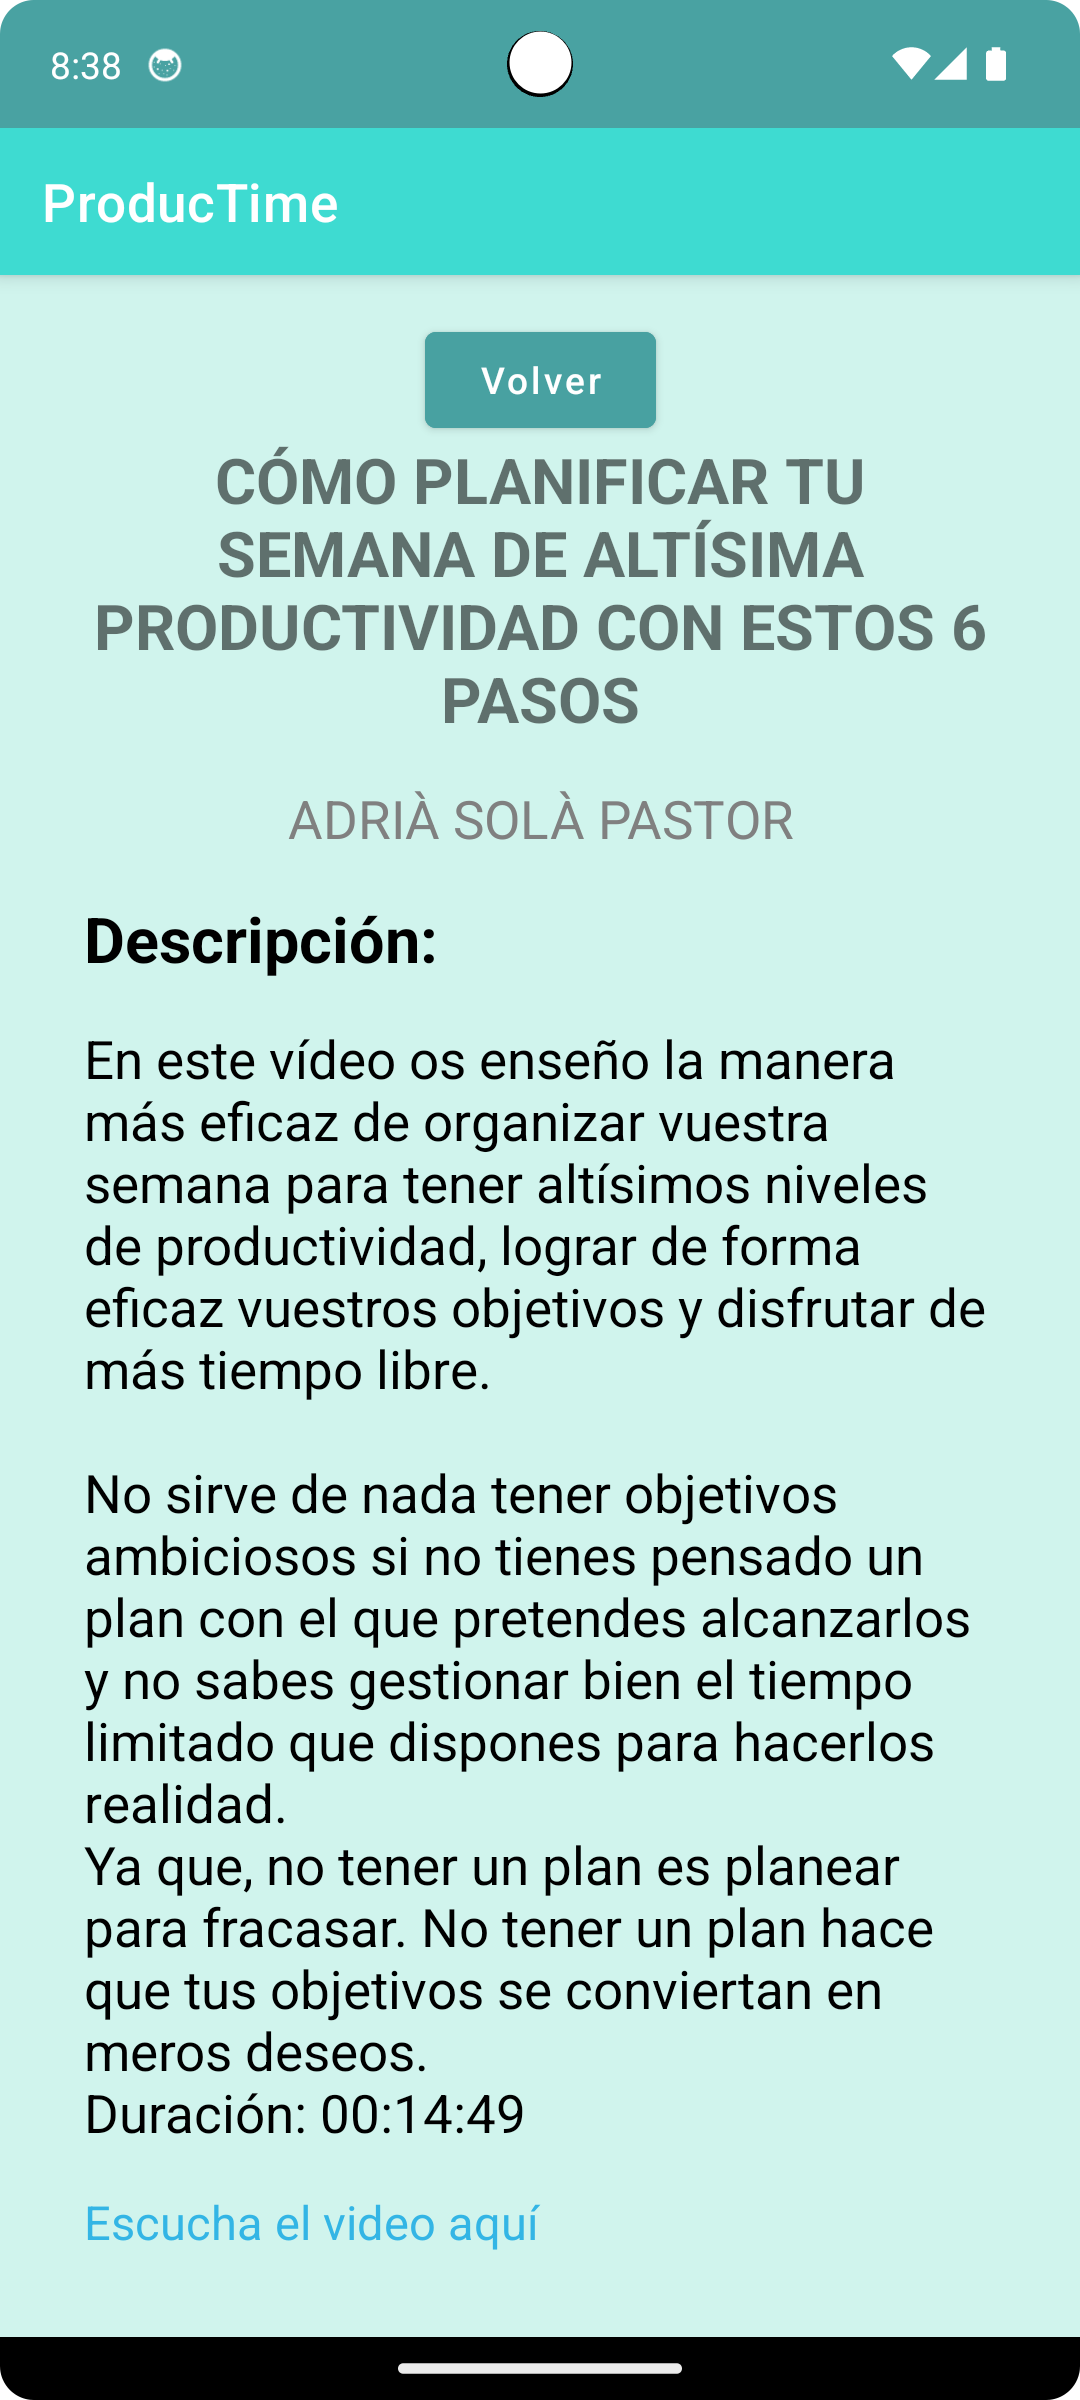 8:38
ProducTime
Volver
CÓMO PLANIFICAR TU
SEMANA DE ALTÍSIMA
PRODUCTIVIDAD CON ESTOS 6
PASOS
ADRIÀ SOLÀ PASTOR
Descripción:
En este vídeo os enseño la manera
más eficaz de organizar vuestra
semana para tener altísimos niveles
de productividad, lograr de forma
eficaz vuestros objetivos y disfrutar de
más tiempo libre.
No sirve de nada tener objetivos
ambiciosos si no tienes pensado un
plan con el que pretendes alcanzarlos
y no sabes gestionar bien el tiempo
limitado que dispones para hacerlos
realidad.
Ya que, no tener un plan es planear
para fracasar. No tener un plan hace
que tus objetivos se conviertan en
meros deseos.
Duración: 00:14:49
Escucha el video aquí